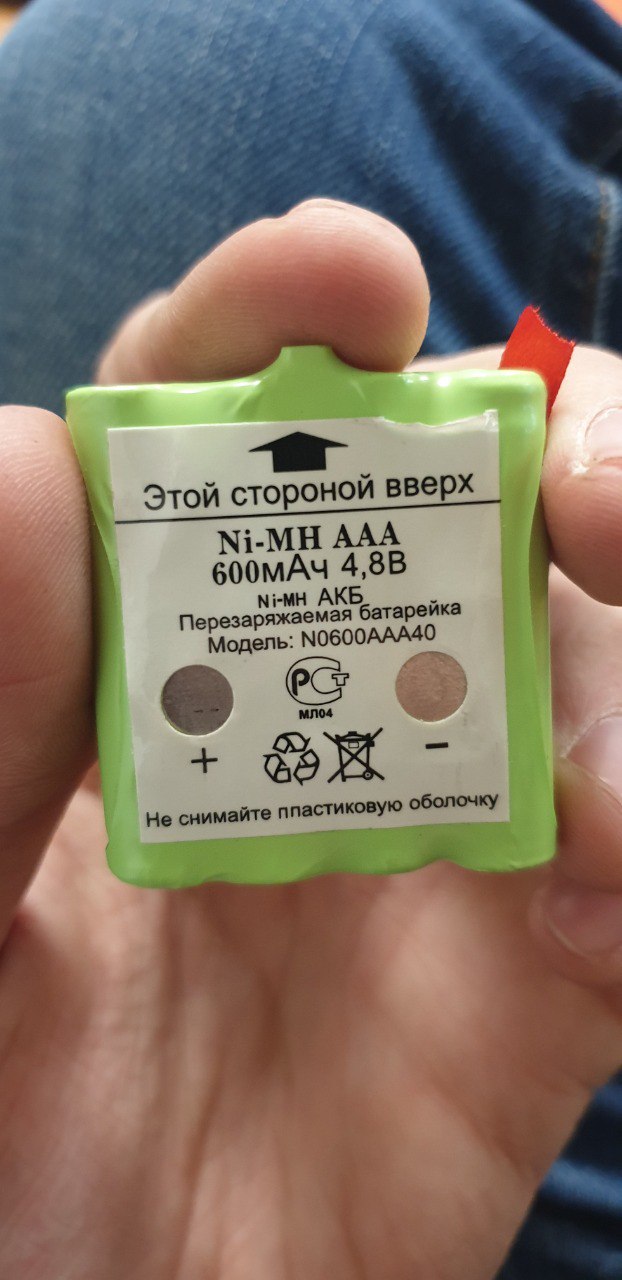 Этой стороной вверх
Ni-MH AAA
600мАч 4,8В
Ni-MH АКБ
Перезаряжаемая батарейка
Модель: N0600AAA40
РСТ
МЛ04
+ −
Не снимайте ппастиковую оболочку